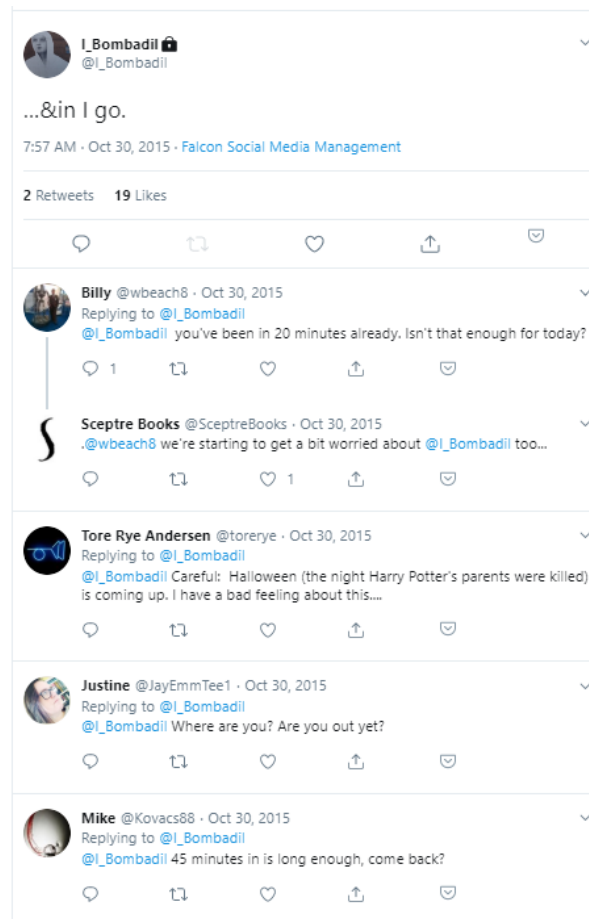 I_Bombadil
@I_Bombadil
...&in I go.
7:57 AM · Oct 30, 2015 · Falcon Social Media Management
2 Retweets 19 Likes
Billy @wbeach8 · Oct 30, 2015
Replying to @I_Bombadil
@I_Bombadil you've been in 20 minutes already. Isn't that enough for today?
1
Sceptre Books @SceptreBooks · Oct 30, 2015
.@wbeach8 we're starting to get a bit worried about @I_Bombadil too...
1
Tore Rye Andersen @torerye · Oct 30, 2015
Replying to @I_Bombadil
@I_Bombadil Careful: Halloween (the night Harry Potter's parents were killed)
is coming up. I have a bad feeling about this....
Justine @JayEmmTee1 · Oct 30, 2015
Replying to @I_Bombadil
@I_Bombadil Where are you? Are you out yet?
Mike @Kovacs88 · Oct 30, 2015
Replying to @I_Bombadil
@I_Bombadil 45 minutes in is long enough, come back?